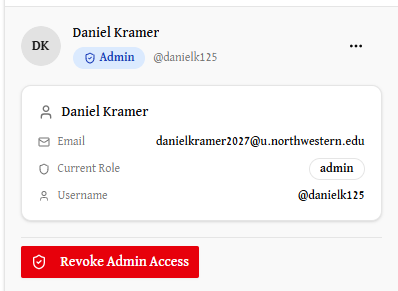 DK
Daniel Kramer
Admin @danielk125
Daniel Kramer
Email danielkramer2027@u.northwestern.edu
Current Role admin
Username @danielk125
Revoke Admin Access